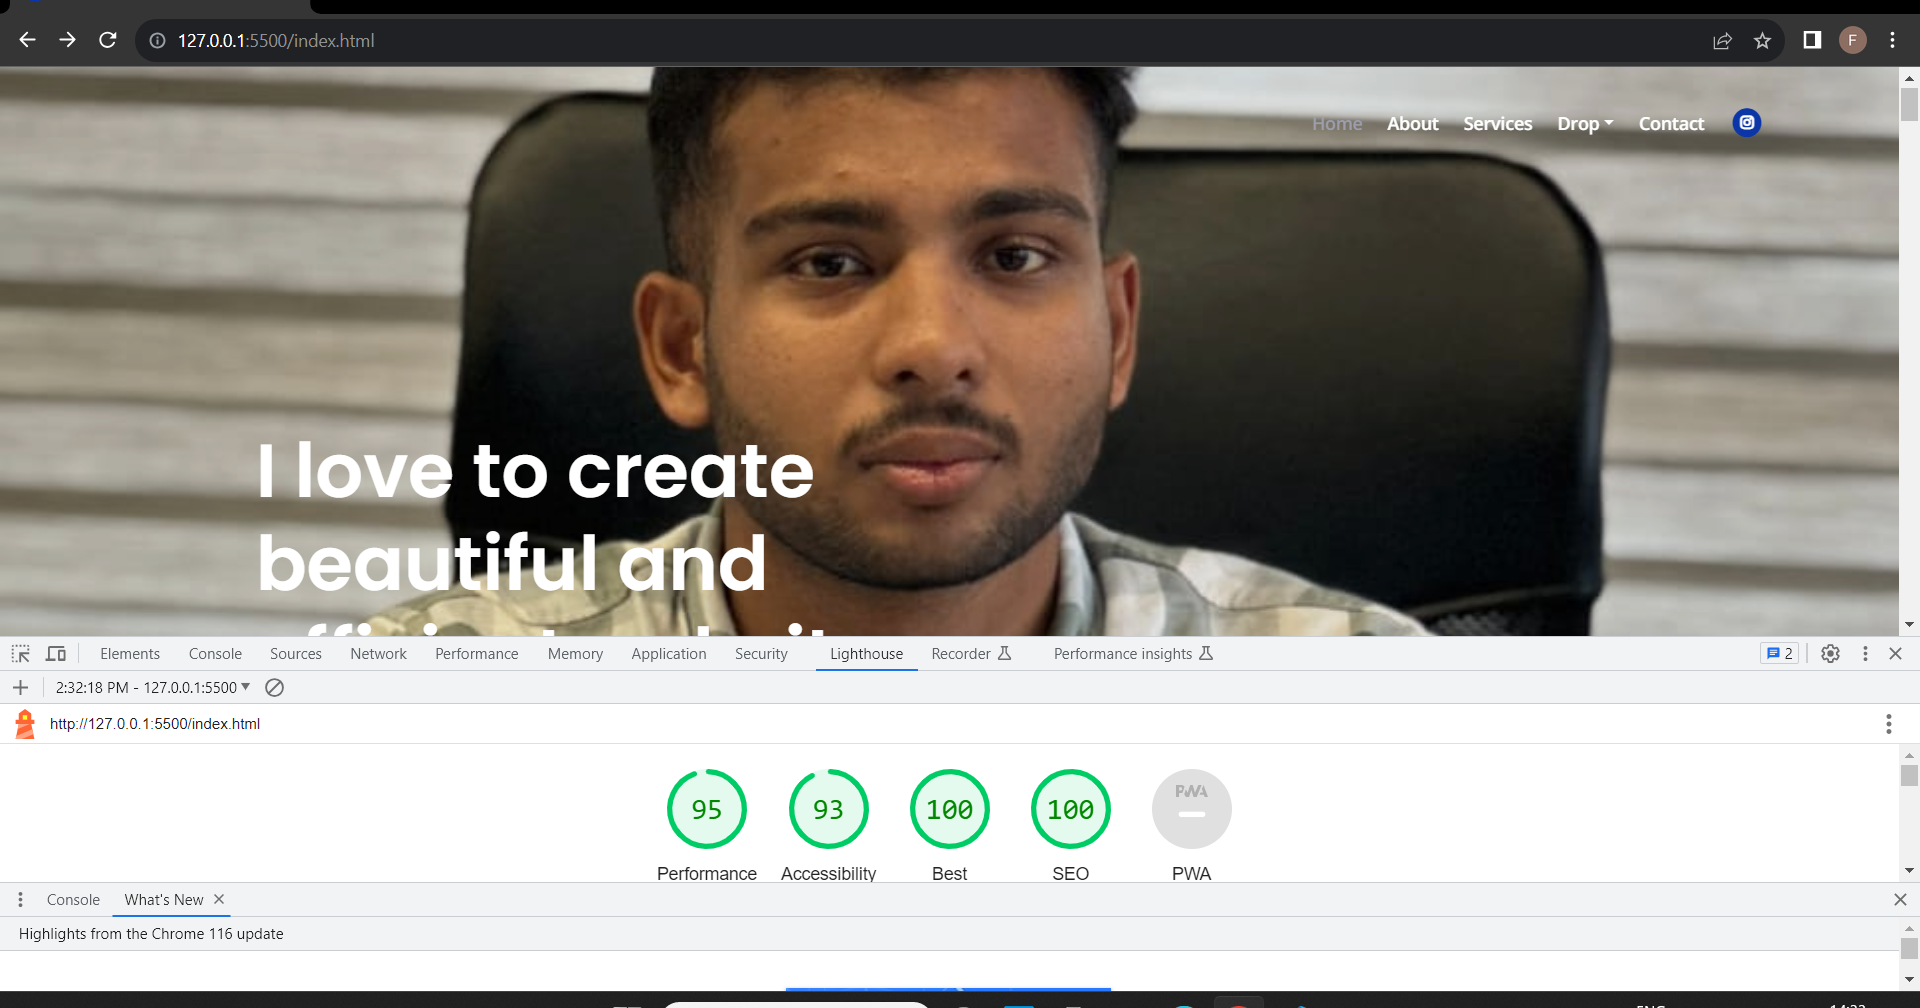 127.0.0.1:5500/index.html
F
Home About Services Drop Contact
I love to create
beautiful and
Elements Console Sources Network Performance Memory Application Security Lighthouse Recorder Performance insights 2
2:32:18 PM - 127.0.0.1:5500
http://127.0.0.1:5500/index.html
PWA
95 93 100 100
Performance Accessibility Best SEO PWA
Console What's New
Highlights from the Chrome 116 update